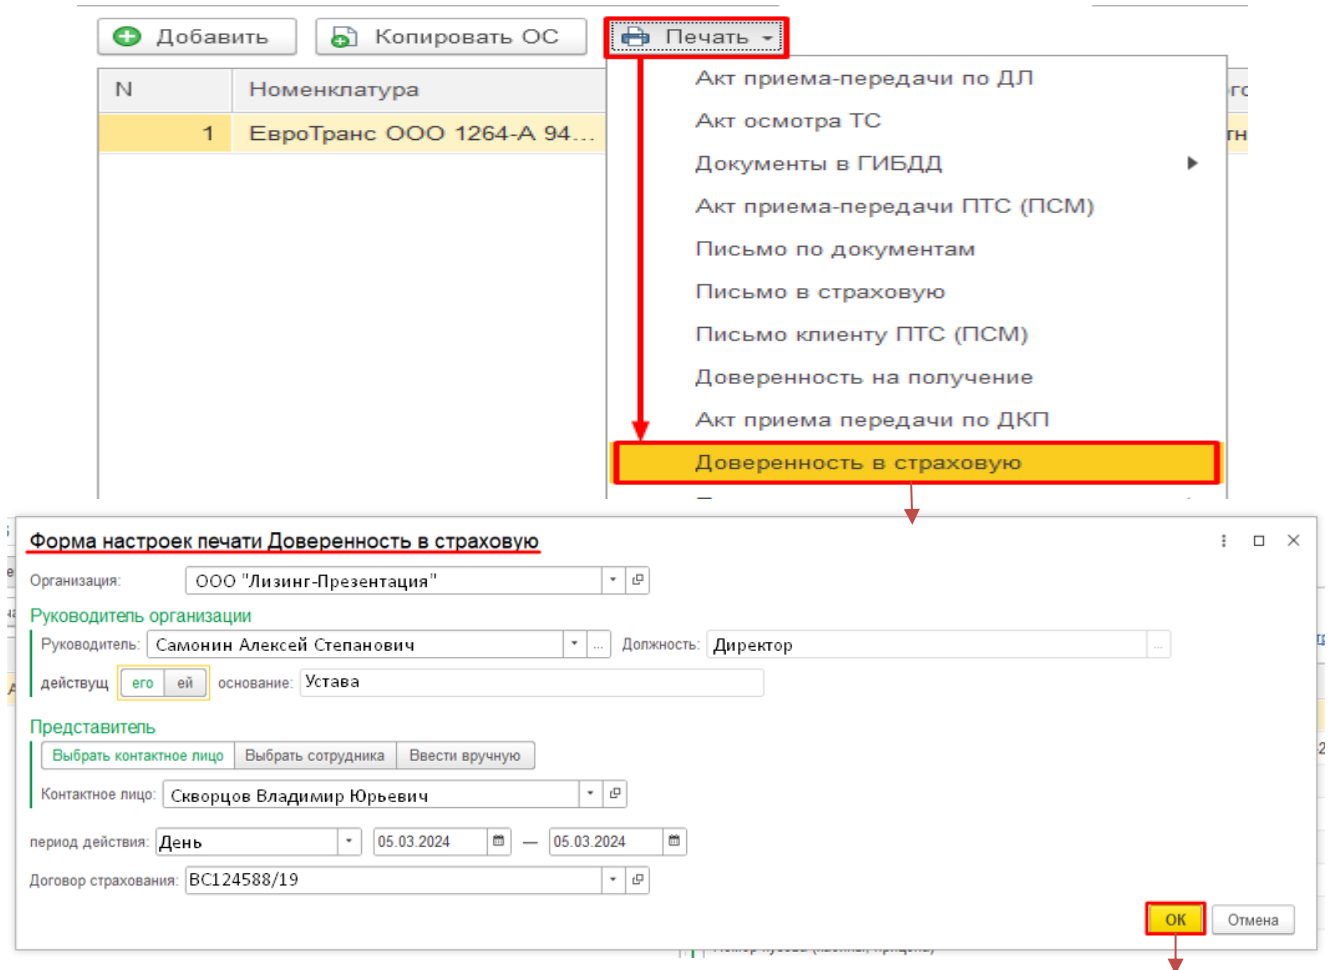 Добавить Копировать ОС Печать
N Номенклатура
1 ЕвроТранс ООО 1264-А 94...
Акт приема-передачи по ДЛ
Акт осмотра ТС
Документы в ГИБДД
Акт приема-передачи ПТС (ПСМ)
Письмо по документам
Письмо в страховую
Письмо клиенту ПТС (ПСМ)
Доверенность на получение
Акт приема передачи по ДКП
Доверенность в страховую
Форма настроек печати Доверенность в страховую
Организация: ООО "Лизинг-Презентация"
Руководитель организации
Руководитель: Самонин Алексей Степанович ... Должность: Директор ...
действущ его ей основание: Устава
Представитель
Выбрать контактное лицо Выбрать сотрудника Ввести вручную
Контактное лицо: Скворцов Владимир Юрьевич
период действия: День 05.03.2024 — 05.03.2024
Договор страхования: ВС124588/19
ОК Отмена